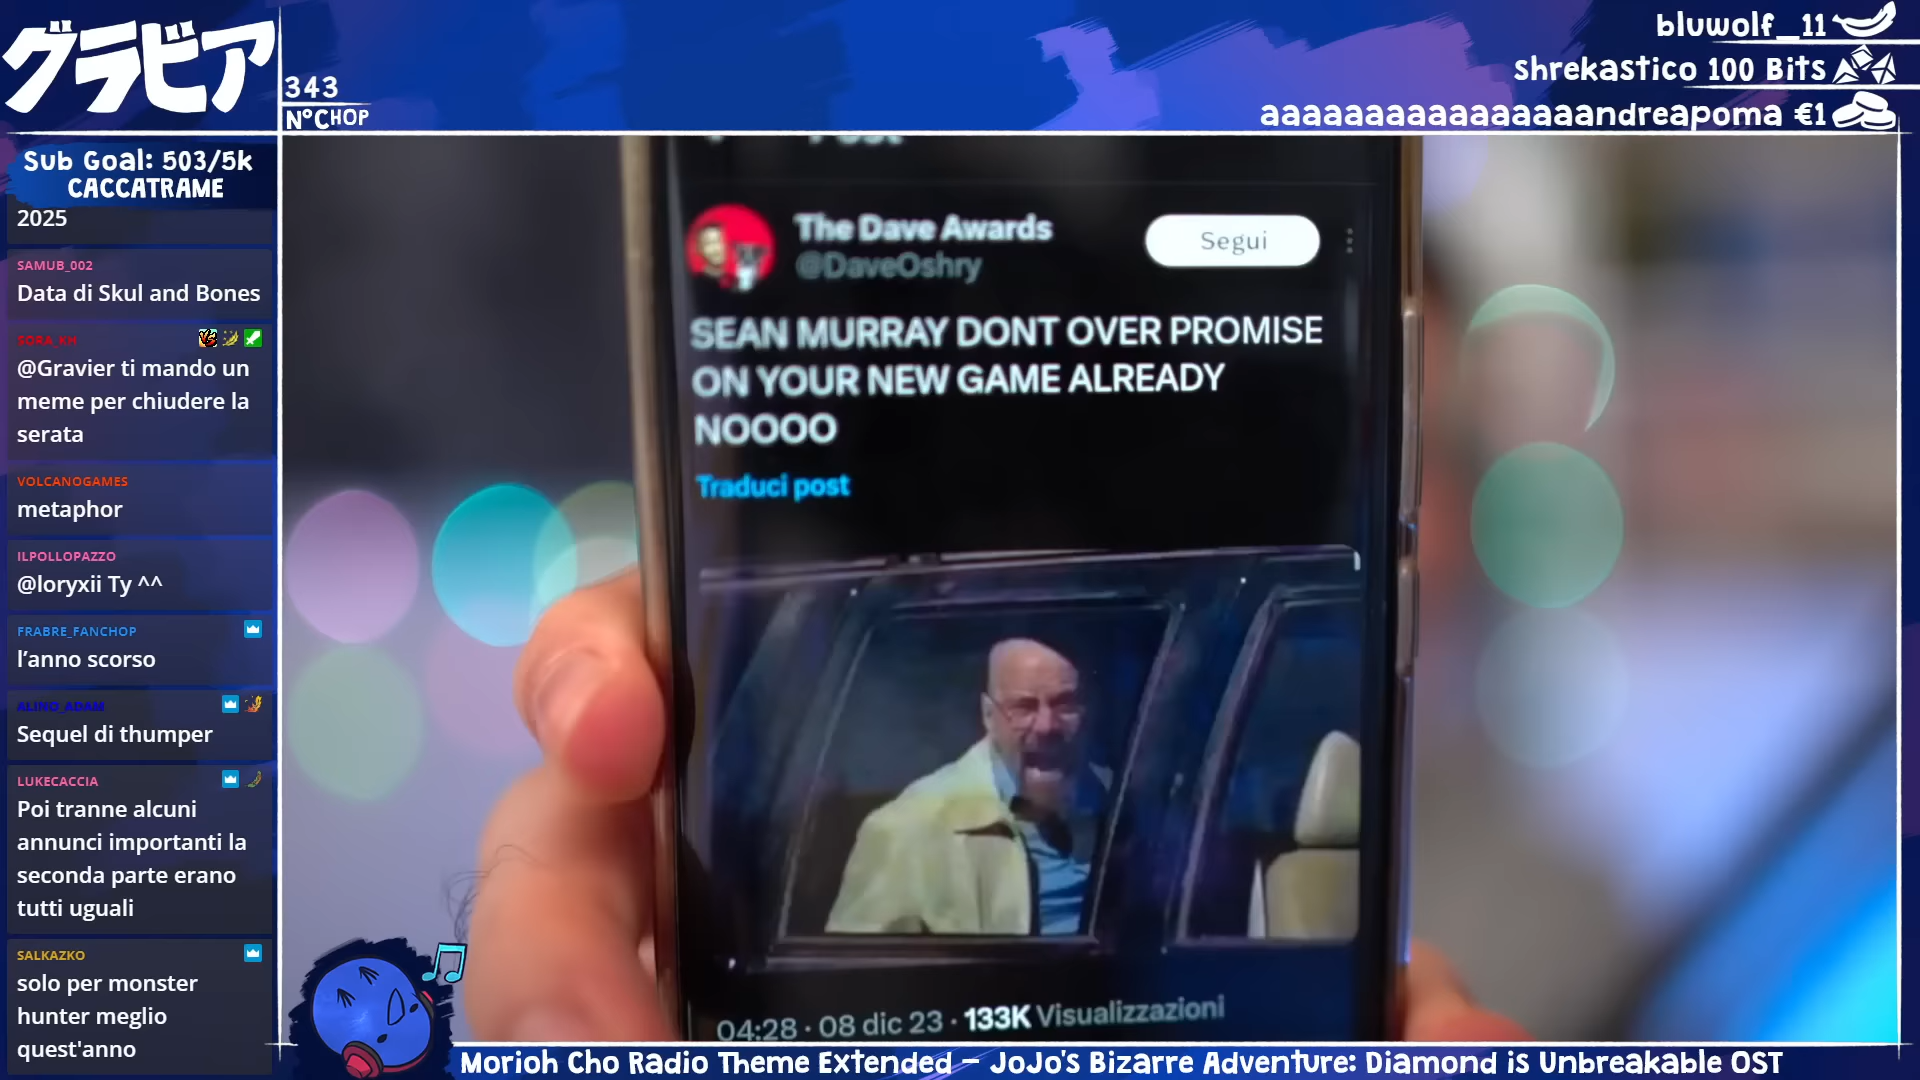 グラビア
343
N°CHOP
bluwolf_11
shrekastico 100 Bits
aaaaaaaaaaaaaaaaandreapoma €1
Sub Goal: 503/5k
CACCATRAME
2025
SAMUB_002
Data di Skul and Bones
SORA_KH
@Gravier ti mando un
meme per chiudere la
serata
VOLCANOGAMES
metaphor
ILPOLLOPAZZO
@loryxii Ty ^^
FRABRE_FANCHOP
l’anno scorso
ALINO_ADAM
Sequel di thumper
LUKECACCIA
Poi tranne alcuni
annunci importanti la
seconda parte erano
tutti uguali
SALKAZKO
solo per monster
hunter meglio
quest'anno
Post
The Dave Awards
@DaveOshry
Segui
SEAN MURRAY DONT OVER PROMISE
ON YOUR NEW GAME ALREADY
NOOOO
Traduci post
04:28 · 08 dic 23 · 133K Visualizzazioni
Morioh Cho Radio Theme Extended – JoJo's Bizarre Adventure: Diamond is Unbreakable OST